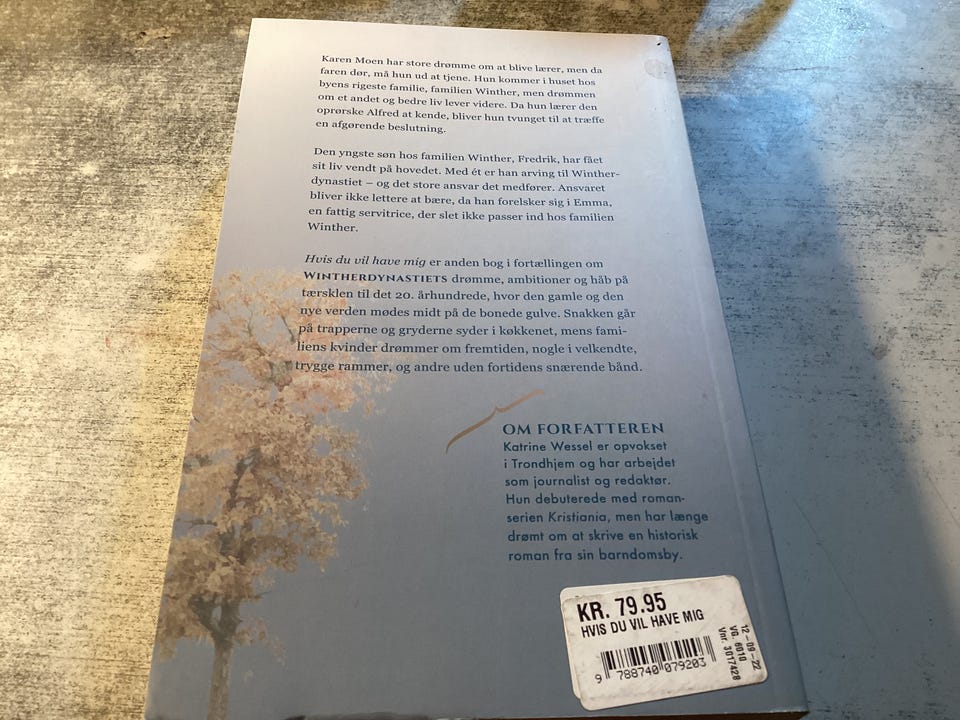 Karen Moen har store drømme om at blive lærer, men da
faren dør, må hun ud at tjene. Hun kommer i huset hos
byens rigeste familie, familien Winther, men drømmen
om et andet og bedre liv lever videre. Da hun lærer den
oprørske Alfred at kende, bliver hun tvunget til at træffe
en afgørende beslutning.
Den yngste søn hos familien Winther, Fredrik, har fået
sit liv vendt på hovedet. Med ét er han arving til Winther-
dynastiet – og det store ansvar det medfører. Ansvaret
bliver ikke lettere at bære, da han forelsker sig i Emma,
en fattig servitrice, der slet ikke passer ind hos familien
Winther.
Hvis du vil have mig er anden bog i fortællingen om
WINTHERDYNASTIETS drømme, ambitioner og håb på
tærsklen til det 20. århundrede, hvor den gamle og den
nye verden mødes midt på de bonede gulve. Snakken går
på trapperne og gryderne syder i køkkenet, mens fami-
liens kvinder drømmer om fremtiden, nogle i velkendte,
trygge rammer, og andre uden fortidens snærende bånd.
OM FORFATTEREN
Katrine Wessel er opvokset
i Trondhjem og har arbejdet
som journalist og redaktør.
Hun debuterede med roman-
serien Kristiania, men har længe
drømt om at skrive en historisk
roman fra sin barndomsby.
KR. 79.95
HVIS DU VIL HAVE MIG
9 788740 079203
12-09-22
VG. 6010
Vnr. 3017428